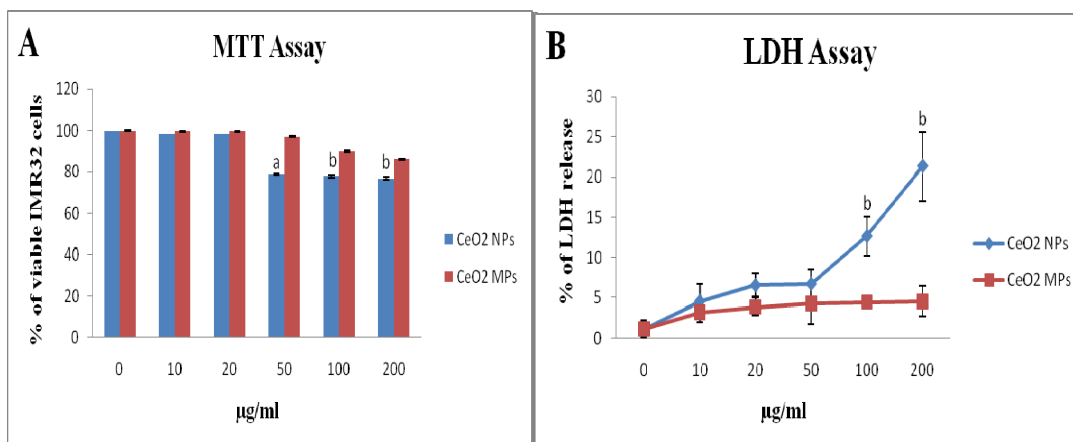 A
MTT Assay
% of viable IMR32 cells
120
100
80
60
40
20
0
a
b
b
0 10 20 50 100 200
µg/ml
CeO2 NPs
CeO2 MPs
B
LDH Assay
% of LDH release
30
25
20
15
10
5
0
b
b
0 10 20 50 100 200
µg/ml
CeO2 NPs
CeO2 MPs